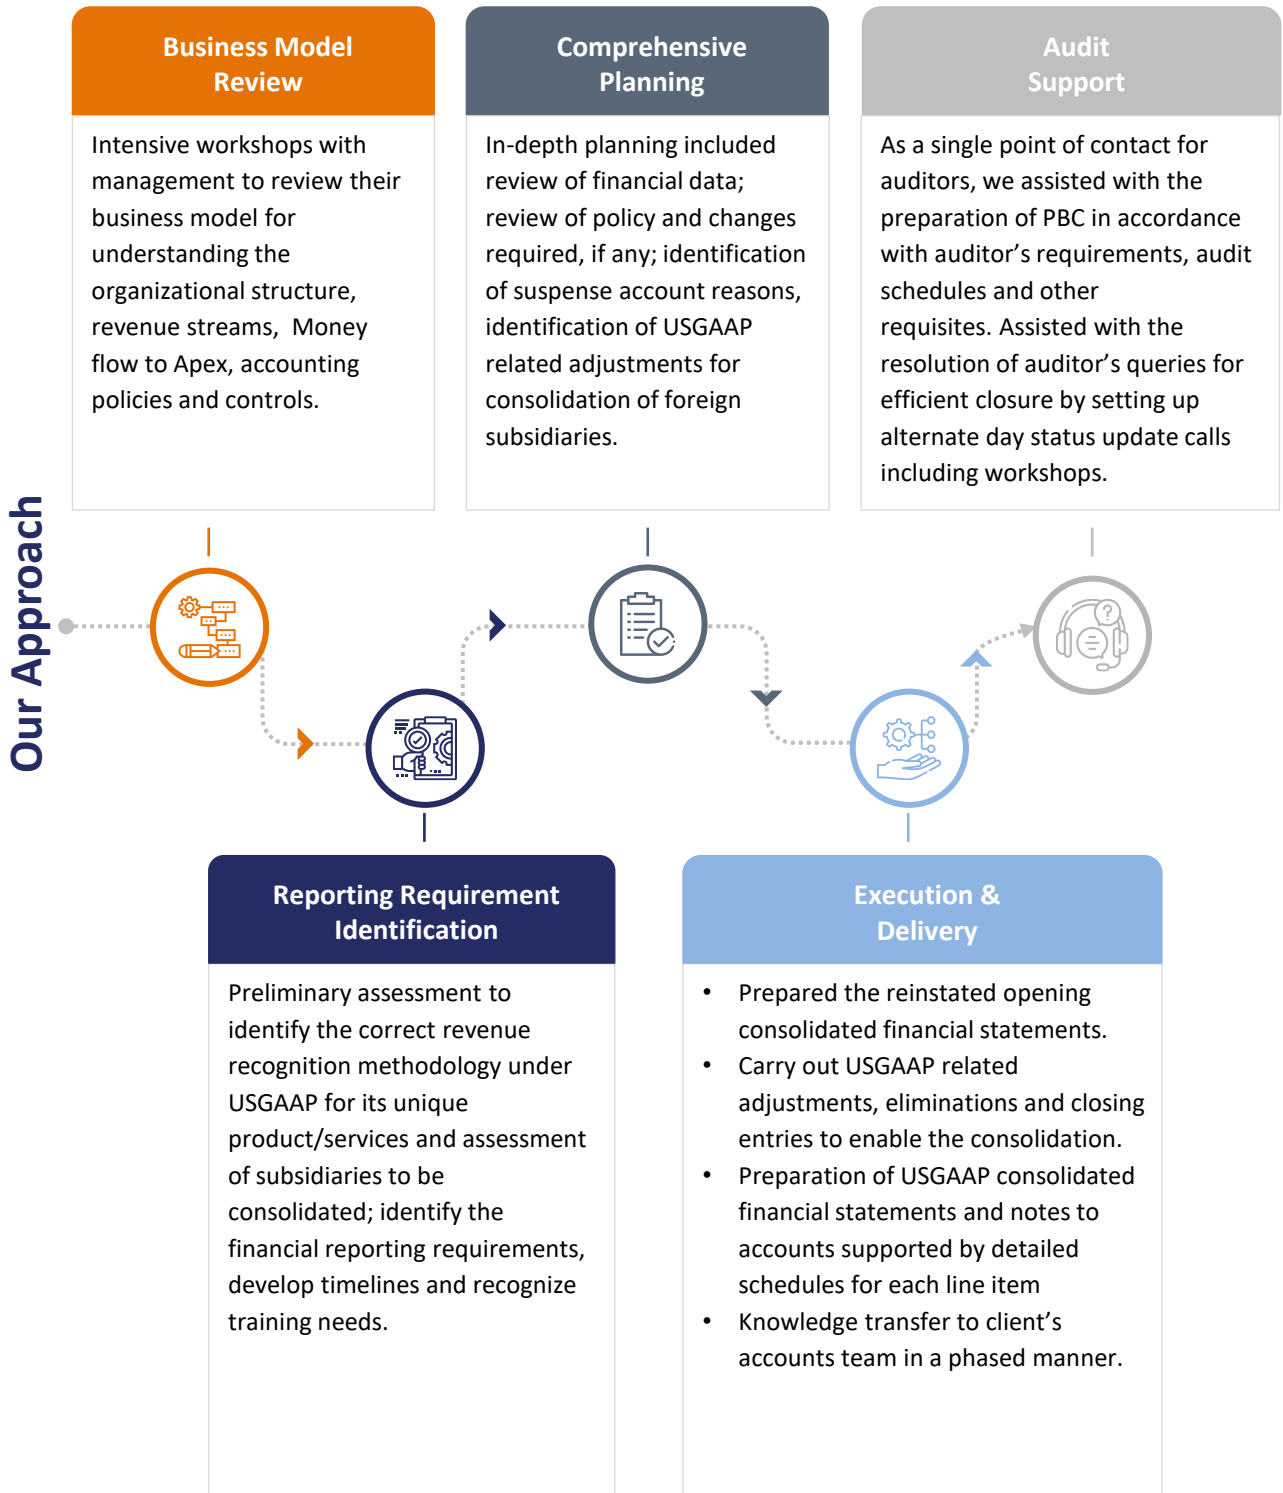 Our Approach
Business Model
Review
Intensive workshops with
management to review their
business model for
understanding the
organizational structure,
revenue streams,  Money
flow to Apex, accounting
policies and controls.
Comprehensive
Planning
In-depth planning included
review of financial data;
review of policy and changes
required, if any; identification
of suspense account reasons,
identification of USGAAP
related adjustments for
consolidation of foreign
subsidiaries.
Audit
Support
As a single point of contact for
auditors, we assisted with the
preparation of PBC in accordance
with auditor’s requirements, audit
schedules and other
requisites. Assisted with the
resolution of auditor’s queries for
efficient closure by setting up
alternate day status update calls
including workshops.
Reporting Requirement
Identification
Preliminary assessment to
identify the correct revenue
recognition methodology under
USGAAP for its unique
product/services and assessment
of subsidiaries to be
consolidated; identify the
financial reporting requirements,
develop timelines and recognize
training needs.
Execution &
Delivery
• Prepared the reinstated opening
consolidated financial statements.
• Carry out USGAAP related
adjustments, eliminations and closing
entries to enable the consolidation.
• Preparation of USGAAP consolidated
financial statements and notes to
accounts supported by detailed
schedules for each line item
• Knowledge transfer to client’s
accounts team in a phased manner.